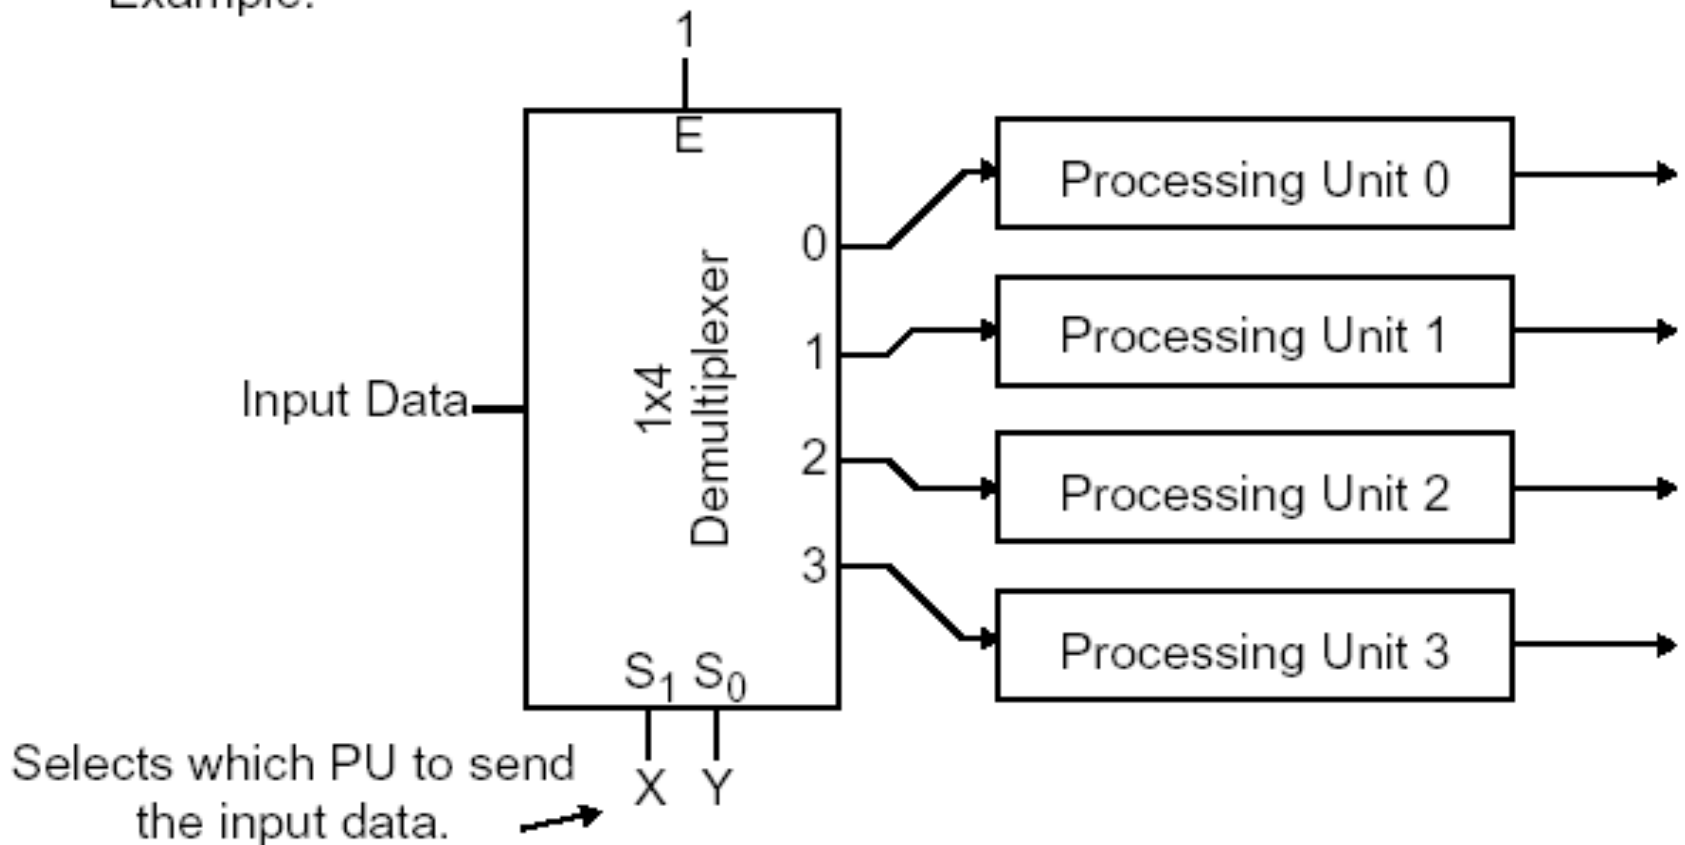 Example:
1
E
Processing Unit 0
0
1x4
Demultiplexer
Processing Unit 1
1
Input Data
2
Processing Unit 2
3
Processing Unit 3
S1 S0
Selects which PU to send
the input data.
X Y